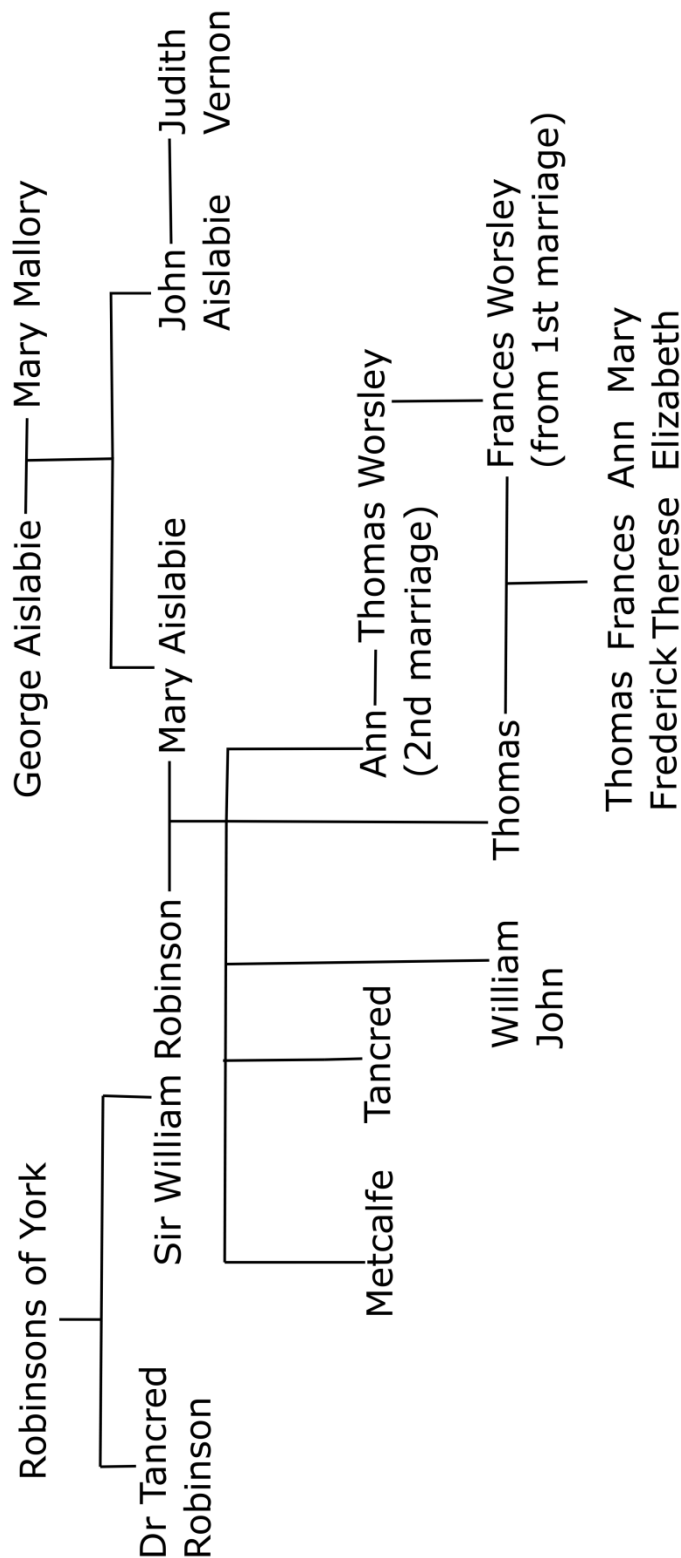 Robinsons of York
George Aislabie
Mary Mallory
Dr Tancred
Robinson
Sir William Robinson
Mary Aislabie
John
Aislabie
Judith
Vernon
Metcalfe
Tancred
Ann
Thomas Worsley
(2nd marriage)
William
John
Thomas
Frances Worsley
(from 1st marriage)
Thomas Frances Ann Mary
Frederick Therese Elizabeth